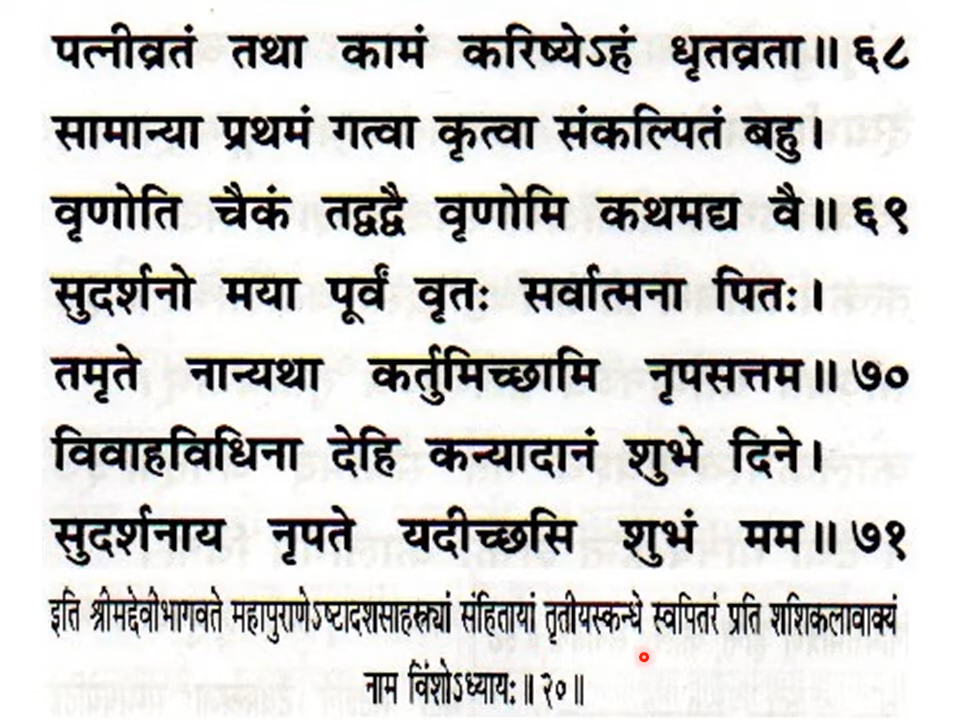 पत्नीव्रतं तथा कामं करिष्येऽहं धृतव्रता॥ ६८
सामान्या प्रथमं गत्वा कृत्वा संकल्पितं बहु।
वृणोति चैकं तद्वद्वै वृणोमि कथमद्य वै॥ ६९
सुदर्शनो मया पूर्वं वृतः सर्वात्मना पितः।
तमृते नान्यथा कर्तुमिच्छामि नृपसत्तम॥ ७०
विवाहविधिना देहि कन्यादानं शुभे दिने।
सुदर्शनाय नृपते यदीच्छसि शुभं मम॥ ७१
इति श्रीमद्देवीभागवते महापुराणेऽष्टादशसाहस्त्र्यां संहितायां तृतीयस्कन्धे स्वपितरं प्रति शशिकलावाक्यं
नाम विंशोऽध्यायः॥ २०॥